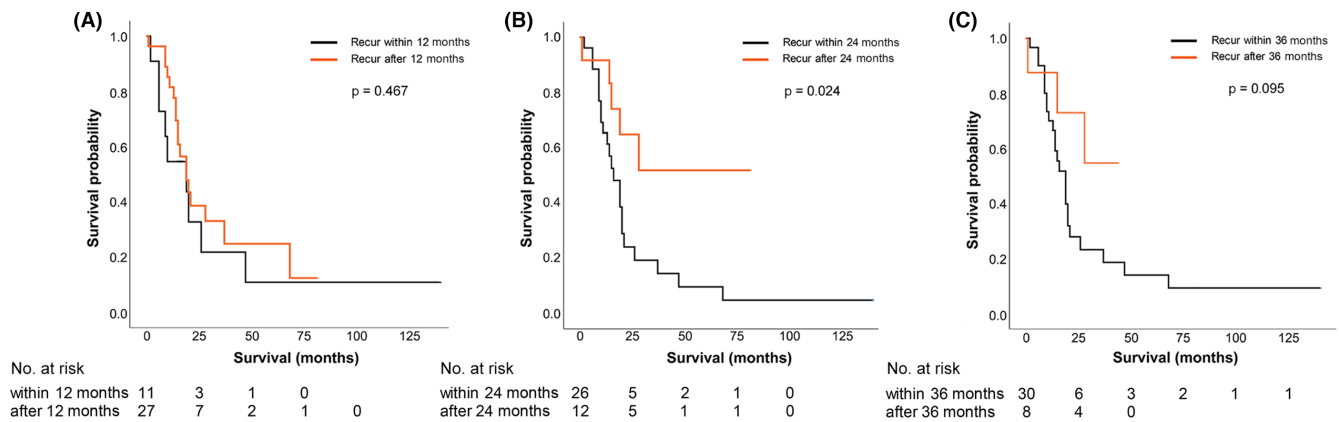 (A)
Recur within 12 months
Recur after 12 months
p = 0.467
Survival probability
1.0
0.8
0.6
0.4
0.2
0.0
0 25 50 75 100 125
Survival (months)
No. at risk
within 12 months 11 3 1 0
after 12 months 27 7 2 1 0
(B)
Recur within 24 months
Recur after 24 months
p = 0.024
Survival probability
1.0
0.8
0.6
0.4
0.2
0.0
0 25 50 75 100 125
Survival (months)
No. at risk
within 24 months 26 5 2 1 0
after 24 months 12 5 1 1 0
(C)
Recur within 36 months
Recur after 36 months
p = 0.095
Survival probability
1.0
0.8
0.6
0.4
0.2
0.0
0 25 50 75 100 125
Survival (months)
No. at risk
within 36 months 30 6 3 2 1 1
after 36 months 8 4 0